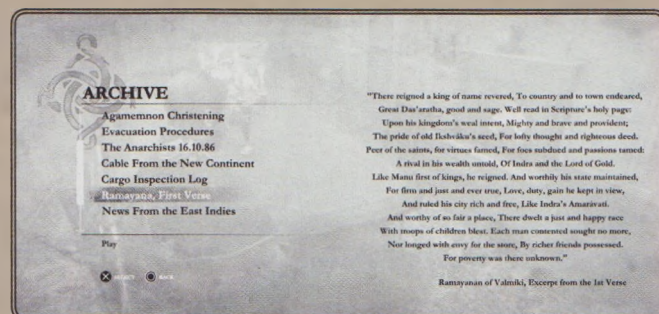 ARCHIVE
Agamemnon Christening
Evacuation Procedures
The Anarchists 16.10.86
Cable From the New Continent
Cargo Inspection Log
Ramayana, First Verse
News From the East Indies
Play
SELECT BACK
"There reigned a king of name revered, To country and to town endeared,
Great Das'aratha, good and sage. Well read in Scripture's holy page:
Upon his kingdom's weal intent, Mighty and brave and provident;
The pride of old Ikshváku's seed, For lofty thought and righteous deed.
Peer of the saints, for virtues famed, For foes subdued and passions tamed:
A rival in his wealth untold, Of Indra and the Lord of Gold.
Like Manu first of kings, he reigned. And worthily his state maintained,
For firm and just and ever true, Love, duty, gain he kept in view,
And ruled his city rich and free, Like Indra's Amarávatí.
And worthy of so fair a place, There dwelt a just and happy race
With troops of children blest. Each man contented sought no more,
Nor longed with envy for the store, By richer friends possessed.
For poverty was there unknown."
Ramayanan of Valmiki, Excerpt from the 1st Verse